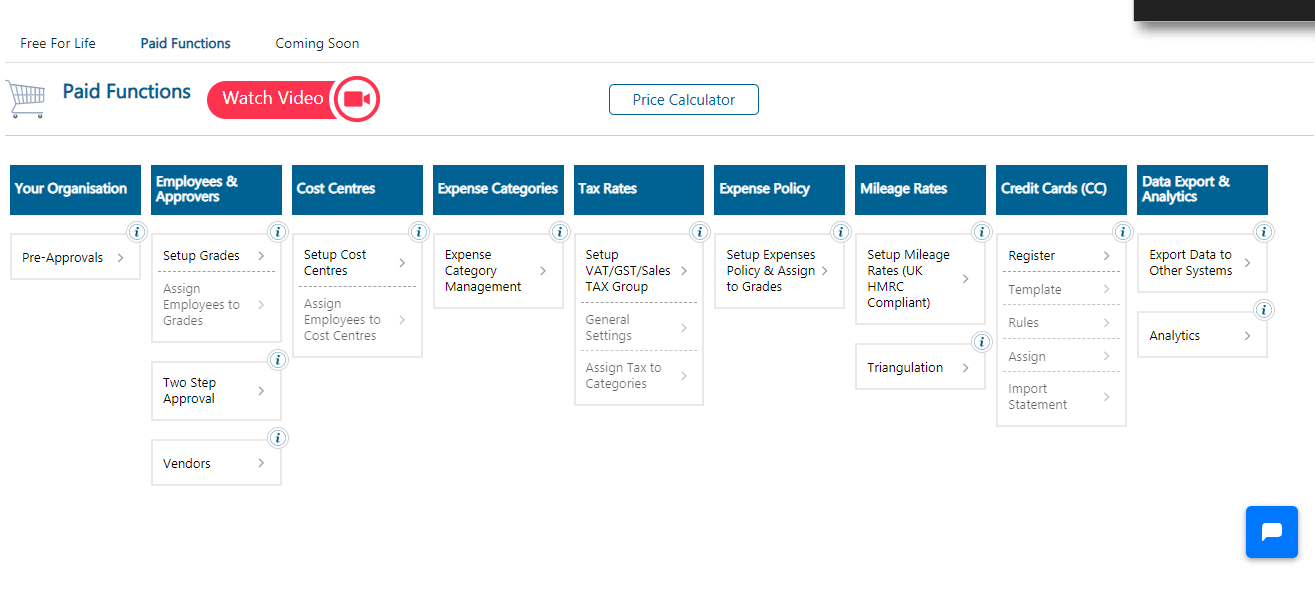 Free For Life
Paid Functions
Coming Soon
Paid Functions
Watch Video
Price Calculator
Your Organisation
Pre-Approvals
Employees &
Approvers
Setup Grades
Assign
Employees to
Grades
Two Step
Approval
Vendors
Cost Centres
Setup Cost
Centres
Assign
Employees to
Cost Centres
Expense Categories
Expense
Category
Management
Tax Rates
Setup
VAT/GST/Sales
TAX Group
General
Settings
Assign Tax to
Categories
Expense Policy
Setup Expenses
Policy & Assign
to Grades
Mileage Rates
Setup Mileage
Rates (UK
HMRC
Compliant)
Triangulation
Credit Cards (CC)
Register
Template
Rules
Assign
Import
Statement
Data Export &
Analytics
Export Data to
Other Systems
Analytics